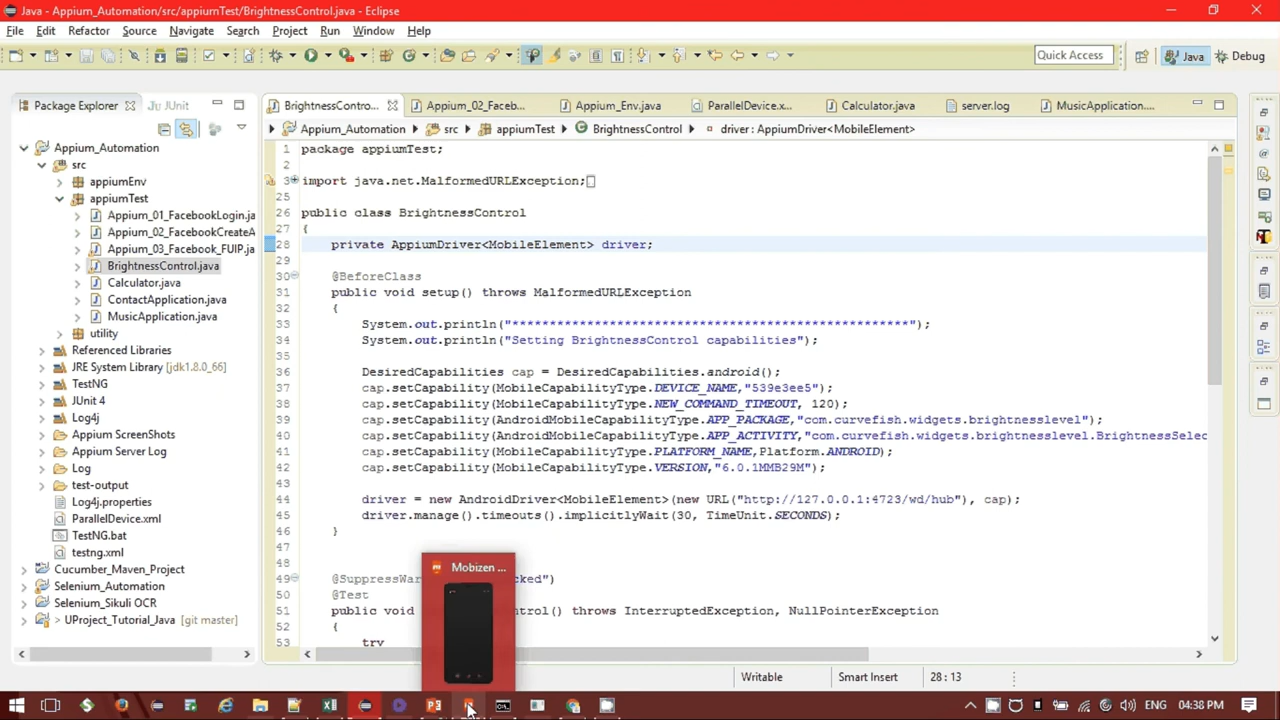 Java - Appium_Automation/src/appiumTest/BrightnessControl.java - Eclipse
File Edit Refactor Source Navigate Search Project Run Window Help
Quick Access
Java
Debug
Package Explorer
JUnit
BrightnessContro...
Appium_02_Faceb...
Appium_Env.java
ParallelDevice.x...
Calculator.java
server.log
MusicApplication....
Appium_Automation
src
appiumTest
BrightnessControl
driver : AppiumDriver<MobileElement>
Appium_Automation
src
appiumEnv
appiumTest
Appium_01_FacebookLogin.ja
Appium_02_FacebookCreateA
Appium_03_Facebook_FUIP.ja
BrightnessControl.java
Calculator.java
ContactApplication.java
MusicApplication.java
utility
Referenced Libraries
JRE System Library [jdk1.8.0_66]
TestNG
JUnit 4
Log4j
Appium ScreenShots
Appium Server Log
Log
test-output
Log4j.properties
ParallelDevice.xml
TestNG.bat
testng.xml
Cucumber_Maven_Project
Selenium_Automation
Selenium_Sikuli OCR
> UProject_Tutorial_Java [git master]
1 package appiumTest;
2
3 import java.net.MalformedURLException;
25
26 public class BrightnessControl
27 {
28 private AppiumDriver<MobileElement> driver;
29
30 @BeforeClass
31 public void setup() throws MalformedURLException
32 {
33 System.out.println("*****************************************************");
34 System.out.println("Setting BrightnessControl capabilities");
35
36 DesiredCapabilities cap = DesiredCapabilities.android();
37 cap.setCapability(MobileCapabilityType.DEVICE_NAME,"539e3ee5");
38 cap.setCapability(MobileCapabilityType.NEW_COMMAND_TIMEOUT, 120);
39 cap.setCapability(AndroidMobileCapabilityType.APP_PACKAGE,"com.curvefish.widgets.brightnesslevel");
40 cap.setCapability(AndroidMobileCapabilityType.APP_ACTIVITY,"com.curvefish.widgets.brightnesslevel.BrightnessSelec
41 cap.setCapability(MobileCapabilityType.PLATFORM_NAME,Platform.ANDROID);
42 cap.setCapability(MobileCapabilityType.VERSION,"6.0.1MMB29M");
43
44 driver = new AndroidDriver<MobileElement>(new URL("http://127.0.0.1:4723/wd/hub"), cap);
45 driver.manage().timeouts().implicitlyWait(30, TimeUnit.SECONDS);
46 }
47
48
49 @SuppressWar cked")
50 @Test
51 public void ontrol() throws InterruptedException, NullPointerException
52 {
53 try
Mobizen ...
Writable
Smart Insert
28 : 13
ENG
04:38 PM